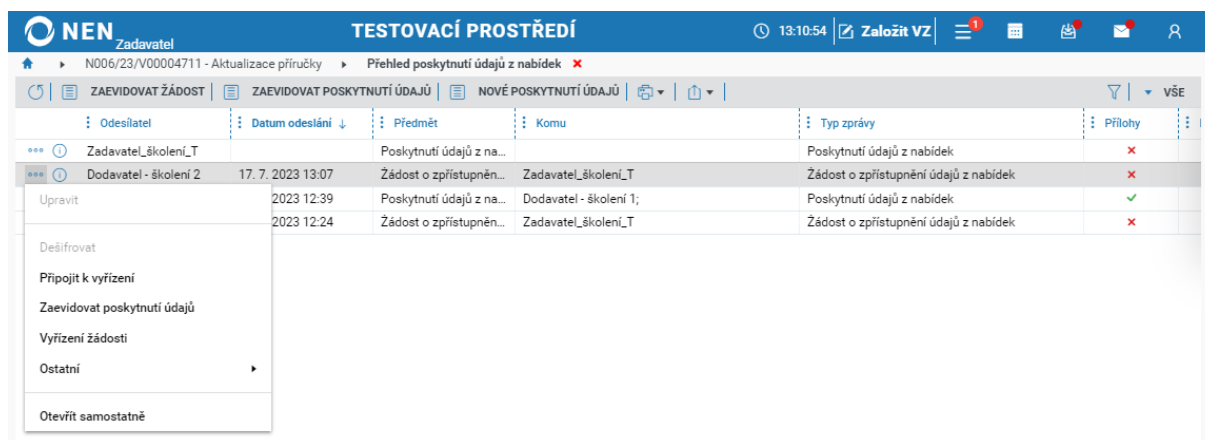 NEN Zadavatel TESTOVACÍ PROSTŘEDÍ 13:10:54 Založit VZ 1
N006/23/V00004711 - Aktualizace příručky Přehled poskytnutí údajů z nabídek
ZAEVIDOVAT ŽÁDOST ZAEVIDOVAT POSKYTNUTÍ ÚDAJŮ NOVÉ POSKYTNUTÍ ÚDAJŮ VŠE
Odesílatel Datum odeslání ↓ Předmět Komu Typ zprávy Přílohy
Zadavatel_školení_T Poskytnutí údajů z na... Poskytnutí údajů z nabídek
Dodavatel - školení 2 17. 7. 2023 13:07 Žádost o zpřístupněn... Zadavatel_školení_T Žádost o zpřístupnění údajů z nabídek
2023 12:39 Poskytnutí údajů z na... Dodavatel - školení 1; Poskytnutí údajů z nabídek
2023 12:24 Žádost o zpřístupněn... Zadavatel_školení_T Žádost o zpřístupnění údajů z nabídek
Upravit
Dešifrovat
Připojit k vyřízení
Zaevidovat poskytnutí údajů
Vyřízení žádosti
Ostatní
Otevřít samostatně